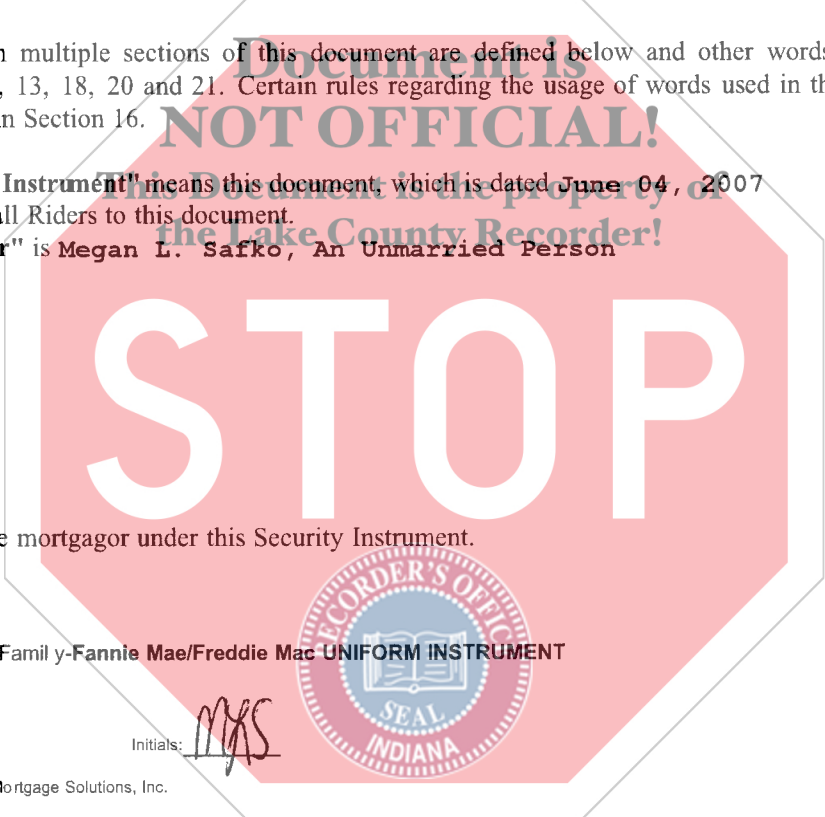 multiple sections of this document are defined below and other words
Document is
, 13, 18, 20 and 21. Certain rules regarding the usage of words used in
in Section 16.
NOT OFFICIAL!
Instrument" means this document, which is dated June 04, 2007
This Document is the property of
all Riders to this document.
the Lake County Recorder!
r" is Megan L. Safko, An Unmarried Person
STOP
e mortgagor under this Security Instrument.
RECORDER'S OFFICE
Family-Fannie Mae/Freddie Mac UNIFORM INSTRUMENT
SEAL
INDIANA
Initials: MLS
ortgage Solutions, Inc.